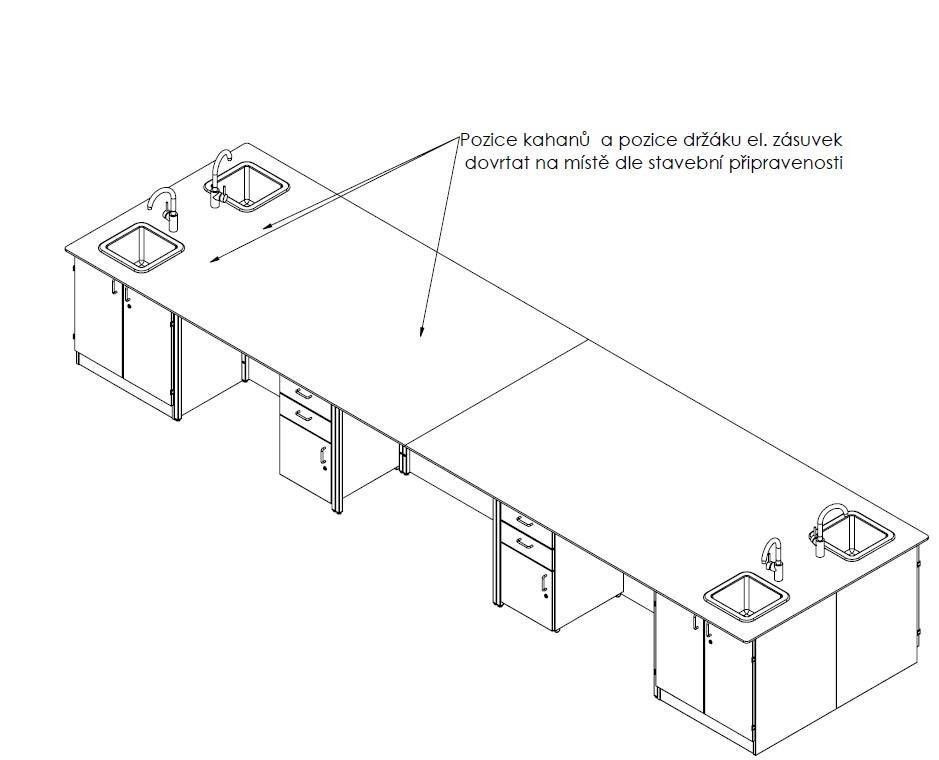 Pozice kahanů a pozice držáku el. zásuvek
dovrtat na místě dle stavební připravenosti